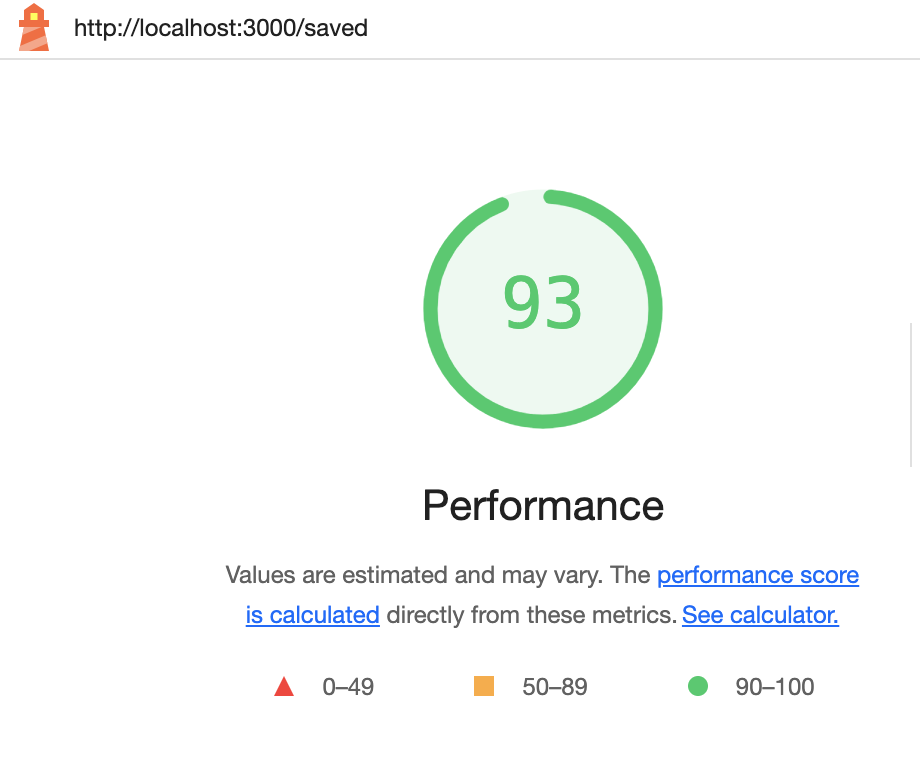 http://localhost:3000/saved
93
Performance
Values are estimated and may vary. The performance score
is calculated directly from these metrics. See calculator.
0–49 50–89 90–100